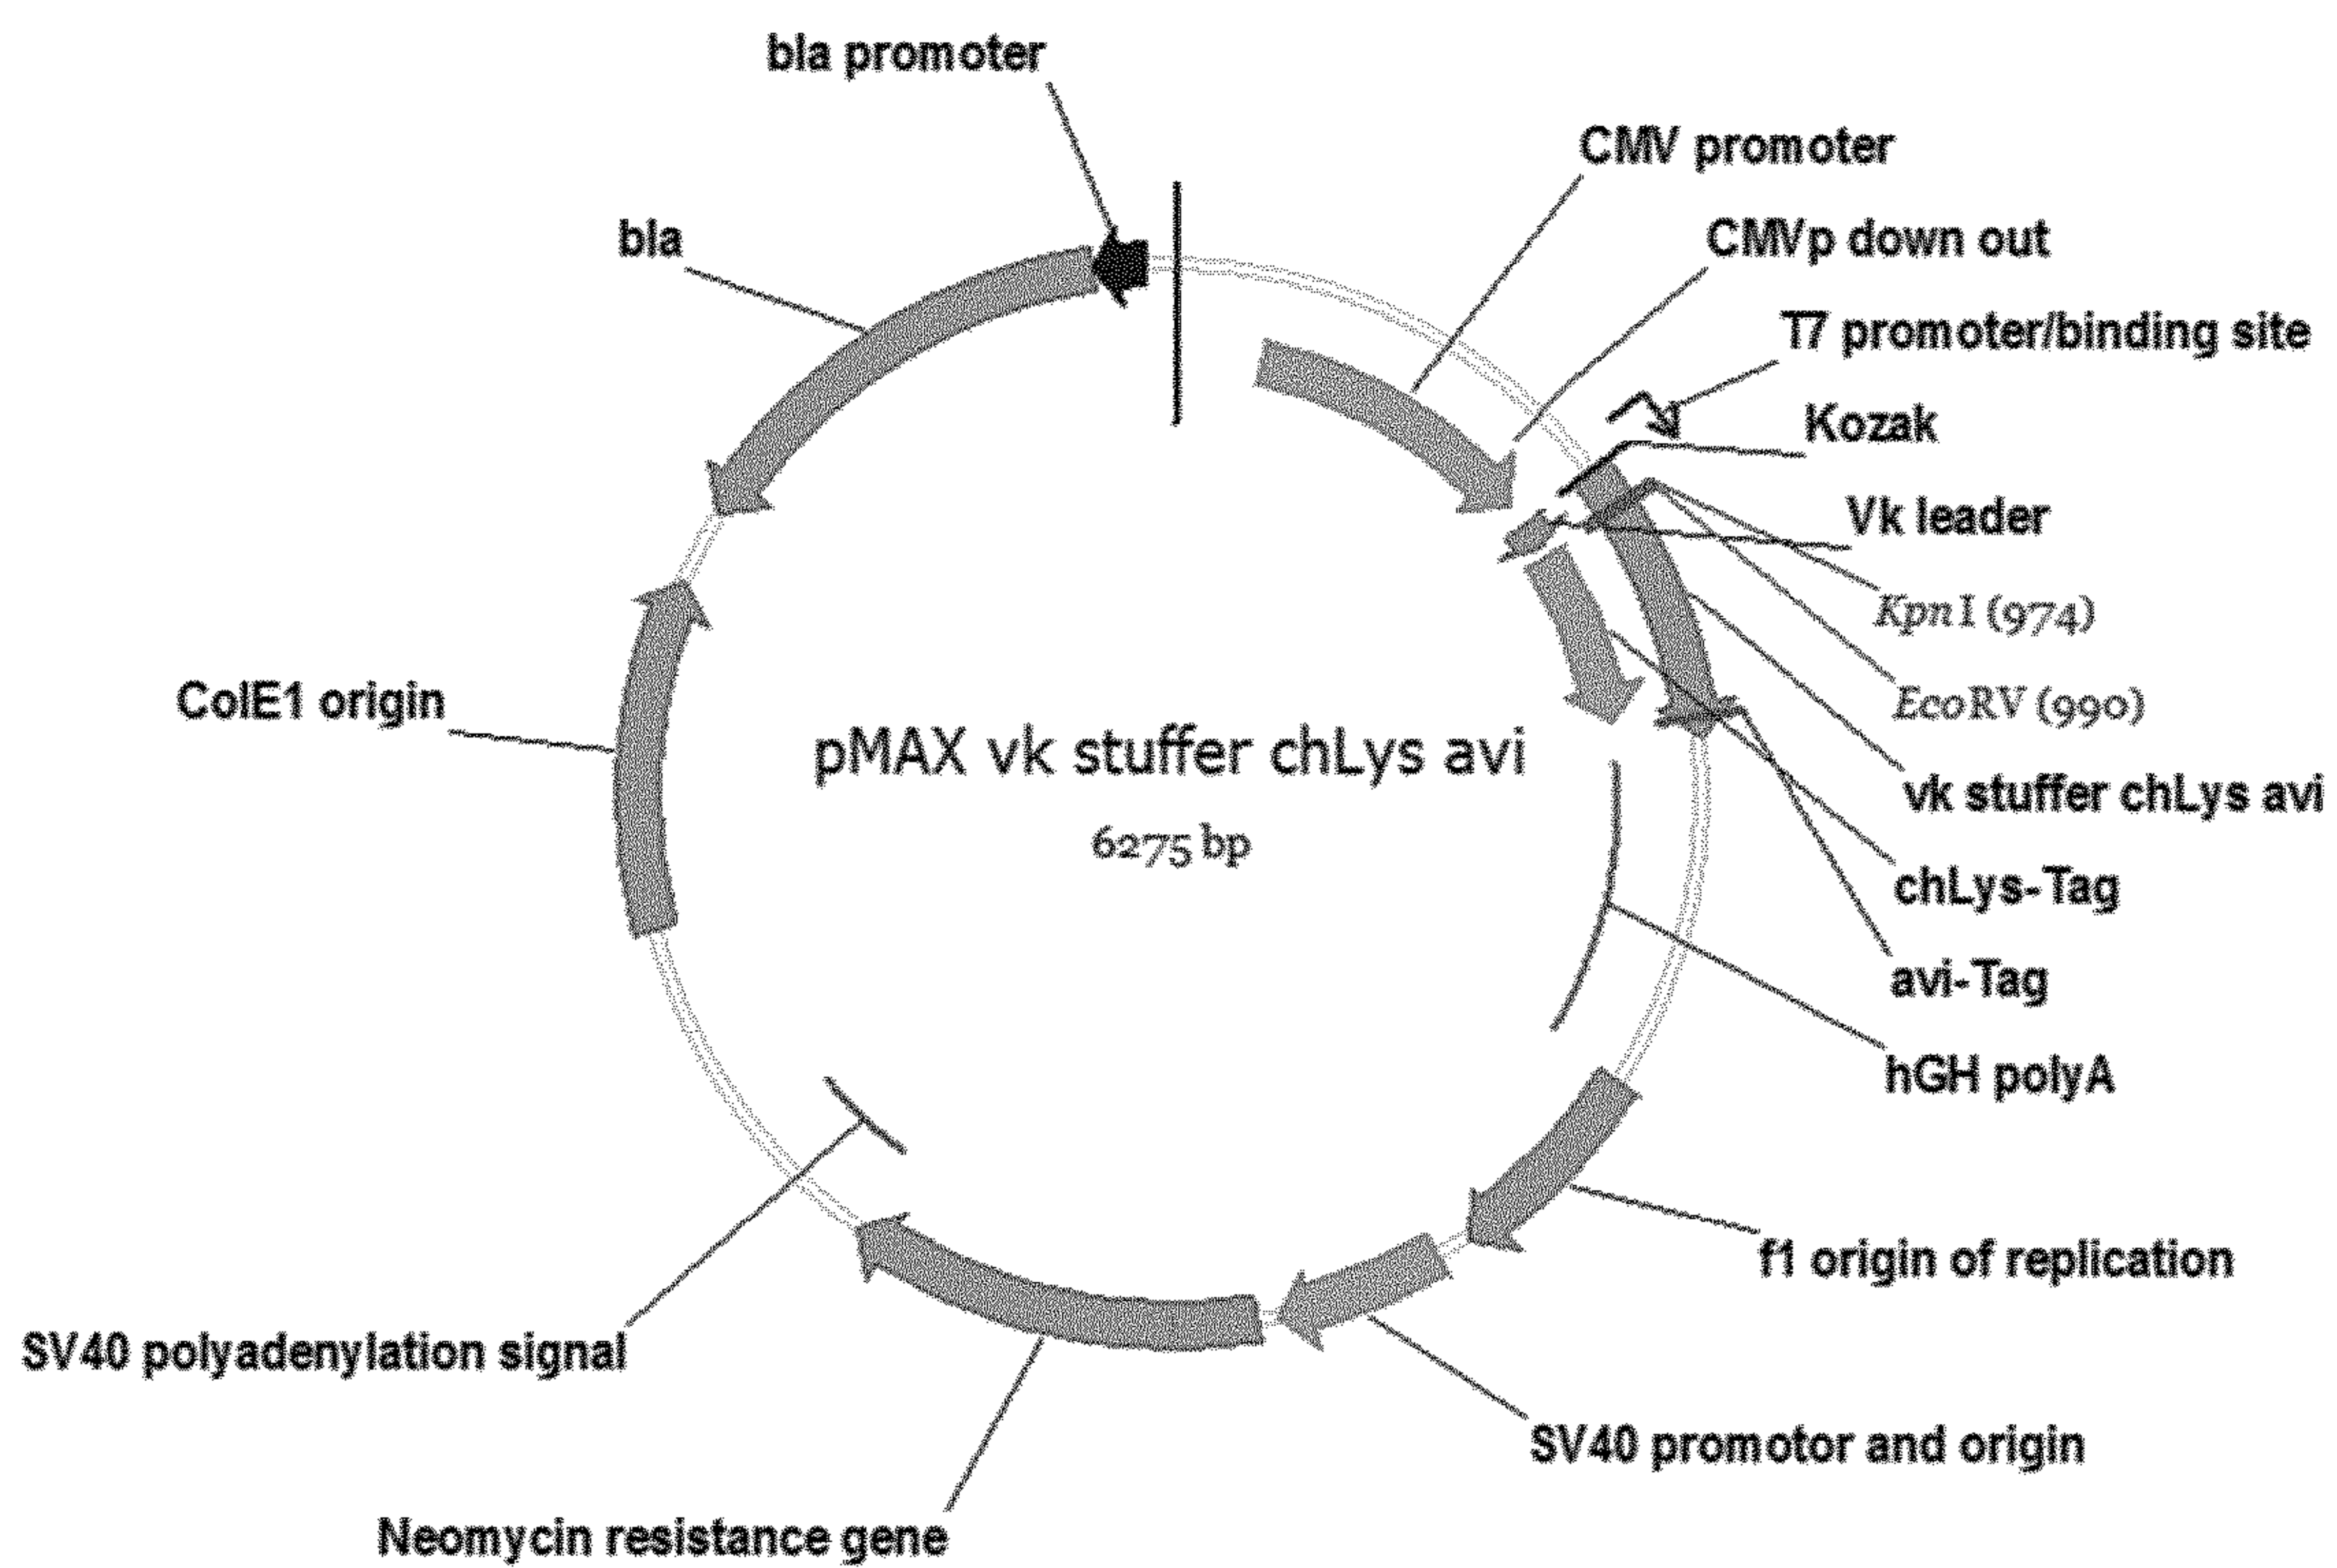 bla promoter
CMV promoter
bla
CMVp down out
T7 promoter/binding site
Kozak
Vk leader
KpnI (974)
EcoRV (990)
ColE1 origin
pMAX vk stuffer chLys avi
6275 bp
vk stuffer chLys avi
chLys-Tag
avi-Tag
hGH polyA
f1 origin of replication
SV40 polyadenylation signal
SV40 promotor and origin
Neomycin resistance gene